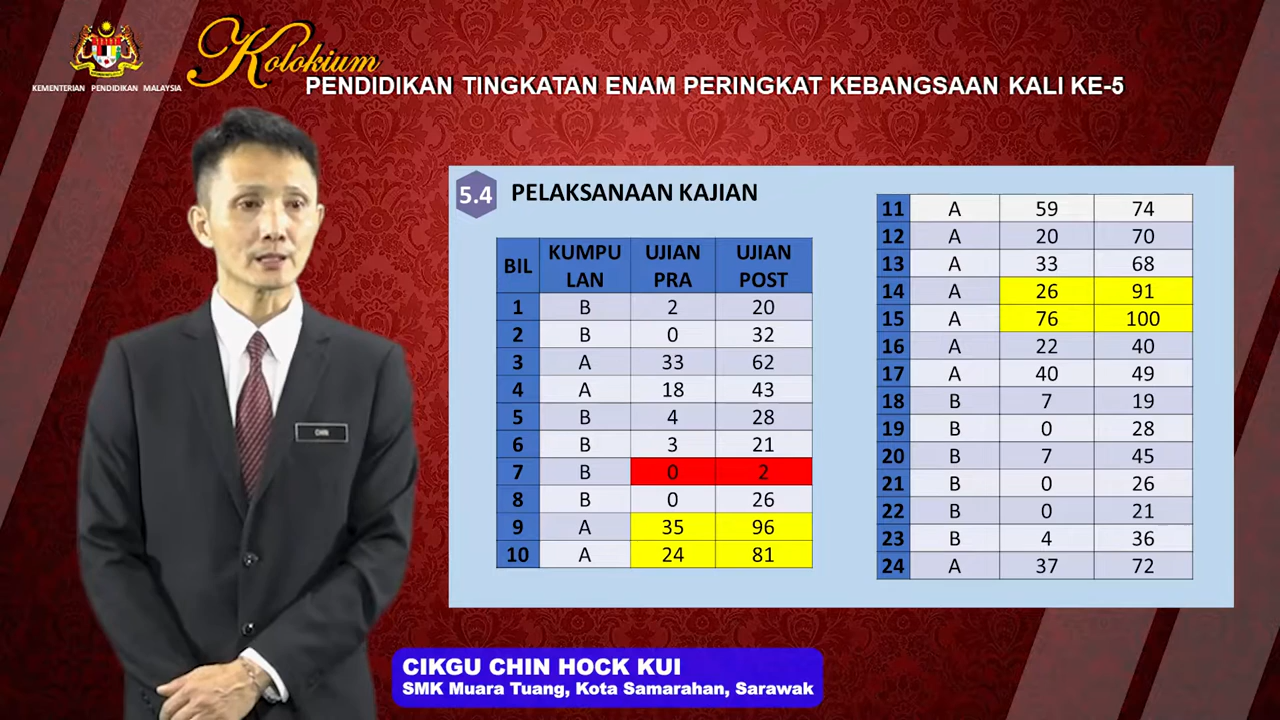 Kolokium
KEMENTERIAN PENDIDIKAN MALAYSIA
PENDIDIKAN TINGKATAN ENAM PERINGKAT KEBANGSAAN KALI KE-5
5.4 PELAKSANAAN KAJIAN
BIL KUMPU LAN UJIAN PRA UJIAN POST
1 B 2 20
2 B 0 32
3 A 33 62
4 A 18 43
5 B 4 28
6 B 3 21
7 B 0 2
8 B 0 26
9 A 35 96
10 A 24 81
11 A 59 74
12 A 20 70
13 A 33 68
14 A 26 91
15 A 76 100
16 A 22 40
17 A 40 49
18 B 7 19
19 B 0 28
20 B 7 45
21 B 0 26
22 B 0 21
23 B 4 36
24 A 37 72
CHIN
CIKGU CHIN HOCK KUI
SMK Muara Tuang, Kota Samarahan, Sarawak